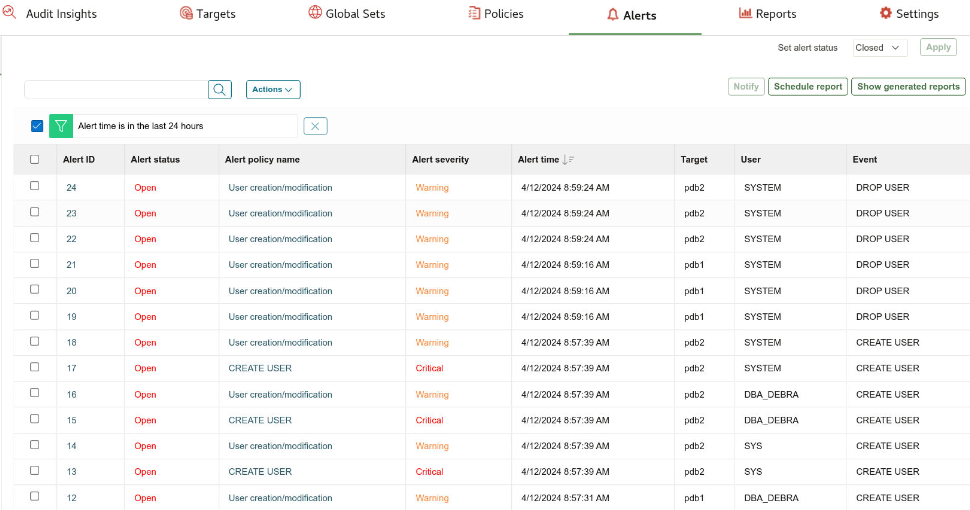 Audit Insights Targets Global Sets Policies Alerts Reports Settings
Set alert status Closed Apply
Actions Notify Schedule report Show generated reports
Alert time is in the last 24 hours
Alert ID Alert status Alert policy name Alert severity Alert time Target User Event
24 Open User creation/modification Warning 4/12/2024 8:59:24 AM pdb2 SYSTEM DROP USER
23 Open User creation/modification Warning 4/12/2024 8:59:24 AM pdb2 SYSTEM DROP USER
22 Open User creation/modification Warning 4/12/2024 8:59:24 AM pdb2 SYSTEM DROP USER
21 Open User creation/modification Warning 4/12/2024 8:59:16 AM pdb1 SYSTEM DROP USER
20 Open User creation/modification Warning 4/12/2024 8:59:16 AM pdb1 SYSTEM DROP USER
19 Open User creation/modification Warning 4/12/2024 8:59:16 AM pdb1 SYSTEM DROP USER
18 Open User creation/modification Warning 4/12/2024 8:57:39 AM pdb2 SYSTEM CREATE USER
17 Open CREATE USER Critical 4/12/2024 8:57:39 AM pdb2 SYSTEM CREATE USER
16 Open User creation/modification Warning 4/12/2024 8:57:39 AM pdb2 DBA_DEBRA CREATE USER
15 Open CREATE USER Critical 4/12/2024 8:57:39 AM pdb2 DBA_DEBRA CREATE USER
14 Open User creation/modification Warning 4/12/2024 8:57:39 AM pdb2 SYS CREATE USER
13 Open CREATE USER Critical 4/12/2024 8:57:39 AM pdb2 SYS CREATE USER
12 Open User creation/modification Warning 4/12/2024 8:57:31 AM pdb1 DBA_DEBRA CREATE USER